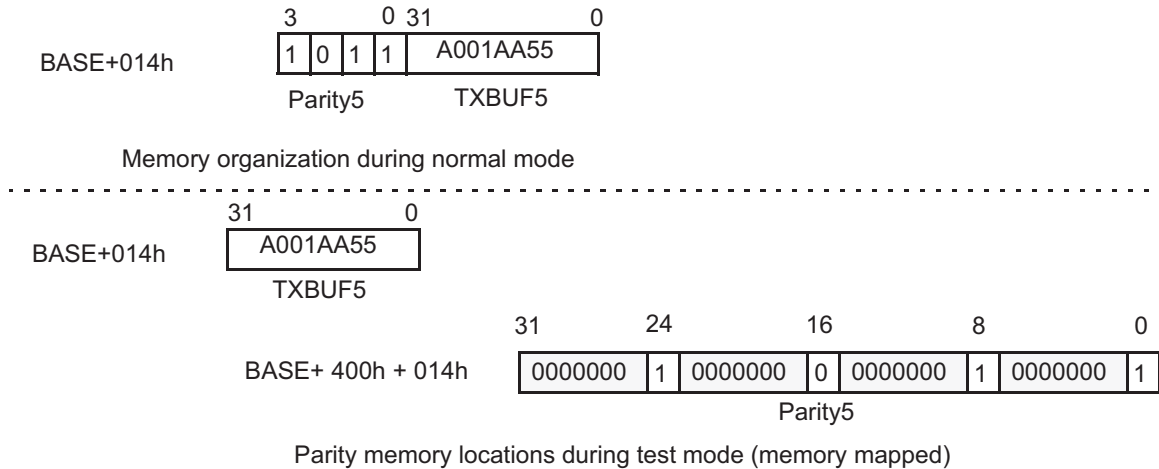 3 0 31 0
BASE+014h 1 0 1 1 A001AA55
Parity5 TXBUF5
Memory organization during normal mode
31 0
BASE+014h A001AA55
TXBUF5
31 24 16 8 0
BASE+ 400h + 014h 0000000 1 0000000 0 0000000 1 0000000 1
Parity5
Parity memory locations during test mode (memory mapped)